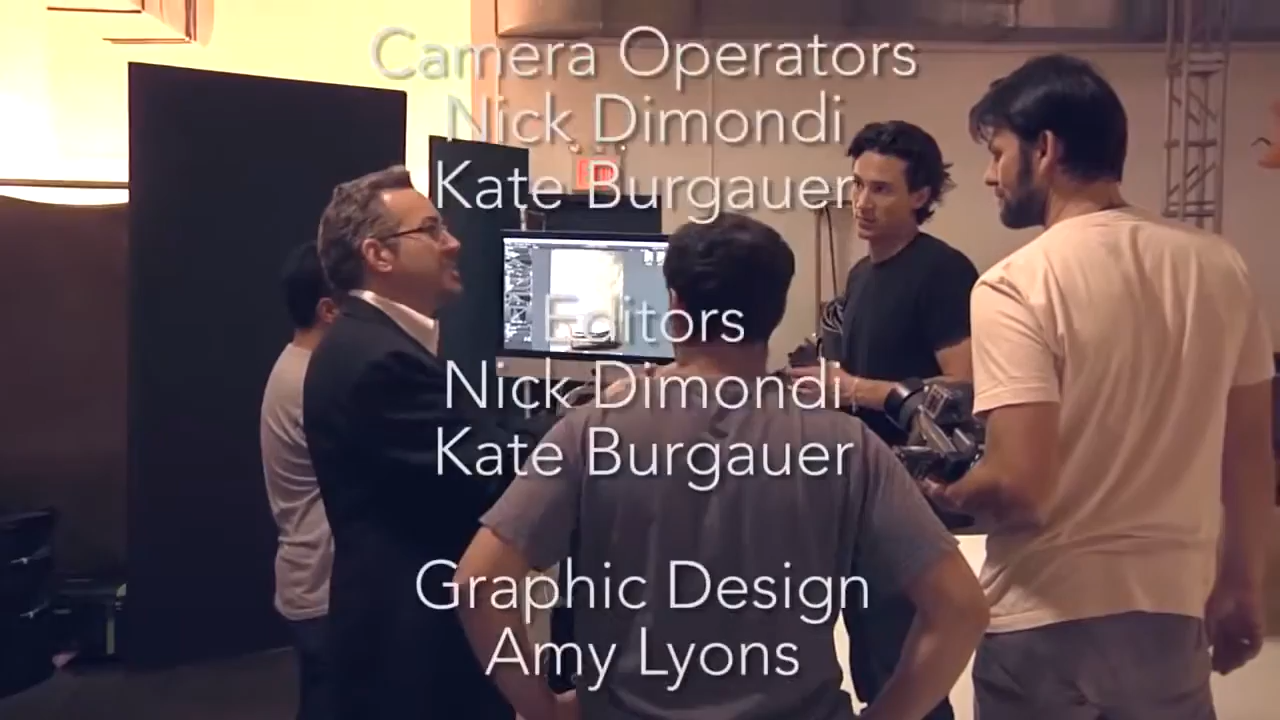 Camera Operators
Nick Dimondi
Kate Burgauer
Editors
Nick Dimondi
Kate Burgauer
Graphic Design
Amy Lyons